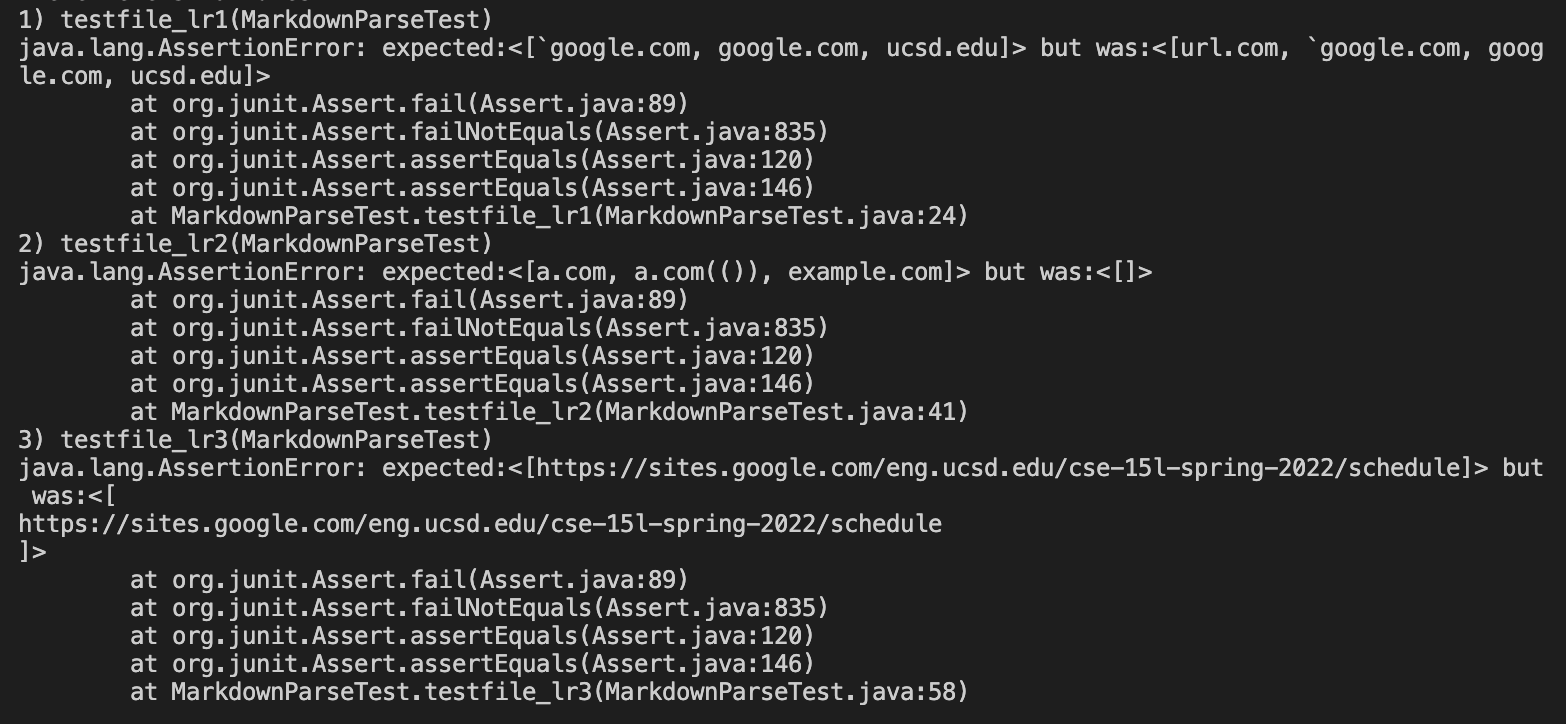 1) testfile_lr1(MarkdownParseTest)
java.lang.AssertionError: expected:<[`google.com, google.com, ucsd.edu]> but was:<[url.com, `google.com, goog
le.com, ucsd.edu]>
        at org.junit.Assert.fail(Assert.java:89)
        at org.junit.Assert.failNotEquals(Assert.java:835)
        at org.junit.Assert.assertEquals(Assert.java:120)
        at org.junit.Assert.assertEquals(Assert.java:146)
        at MarkdownParseTest.testfile_lr1(MarkdownParseTest.java:24)
2) testfile_lr2(MarkdownParseTest)
java.lang.AssertionError: expected:<[a.com, a.com(()), example.com]> but was:<[]>
        at org.junit.Assert.fail(Assert.java:89)
        at org.junit.Assert.failNotEquals(Assert.java:835)
        at org.junit.Assert.assertEquals(Assert.java:120)
        at org.junit.Assert.assertEquals(Assert.java:146)
        at MarkdownParseTest.testfile_lr2(MarkdownParseTest.java:41)
3) testfile_lr3(MarkdownParseTest)
java.lang.AssertionError: expected:<[https://sites.google.com/eng.ucsd.edu/cse-15l-spring-2022/schedule]> but
 was:<[
https://sites.google.com/eng.ucsd.edu/cse-15l-spring-2022/schedule
]>
        at org.junit.Assert.fail(Assert.java:89)
        at org.junit.Assert.failNotEquals(Assert.java:835)
        at org.junit.Assert.assertEquals(Assert.java:120)
        at org.junit.Assert.assertEquals(Assert.java:146)
        at MarkdownParseTest.testfile_lr3(MarkdownParseTest.java:58)